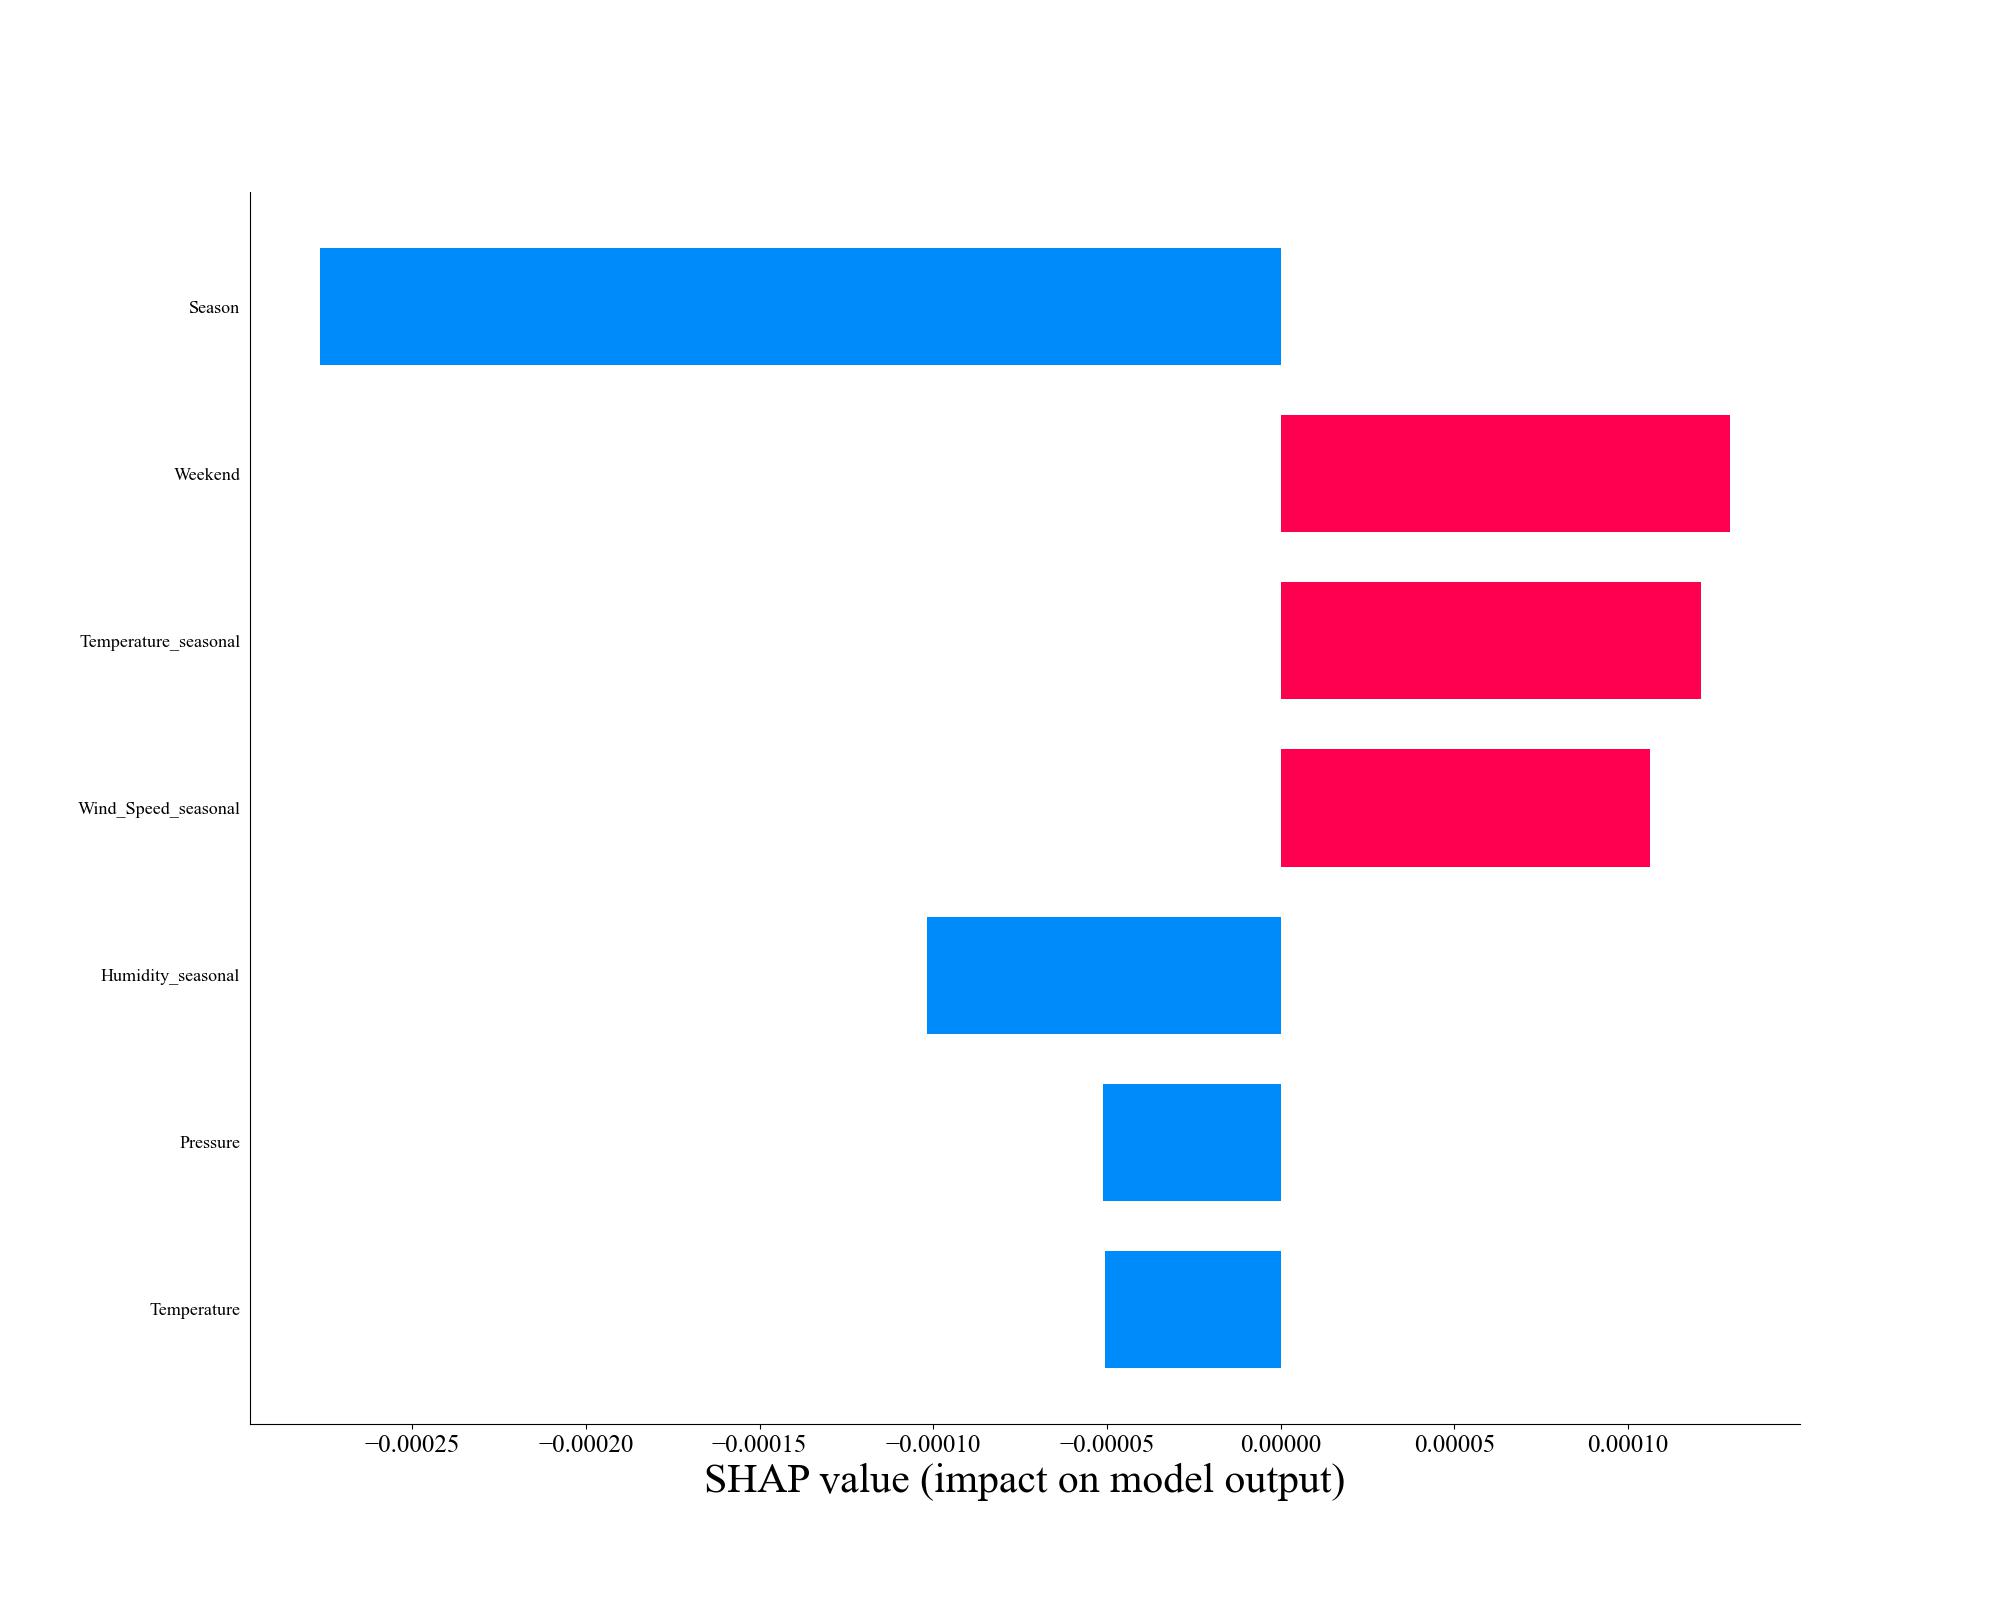 Season
Weekend
Temperature_seasonal
Wind_Speed_seasonal
Humidity_seasonal
Pressure
Temperature
−0.00025 −0.00020 −0.00015 −0.00010 −0.00005 0.00000 0.00005 0.00010
SHAP value (impact on model output)